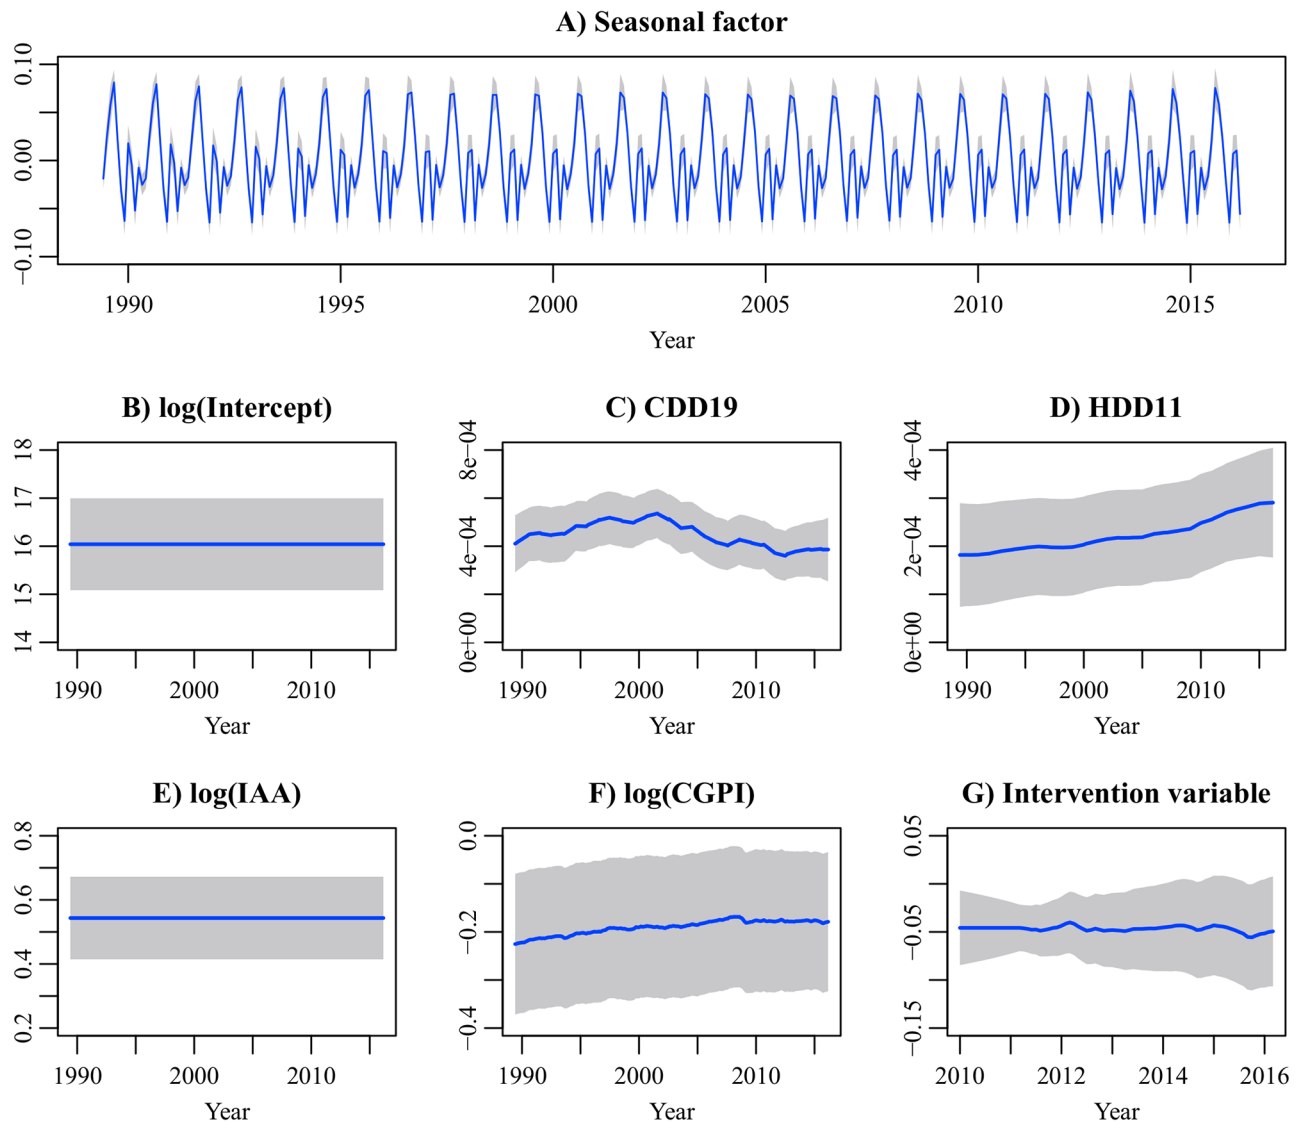 A) Seasonal factor
0.10
0.00
−0.10
1990 1995 2000 2005 2010 2015
Year
B) log(Intercept)
18
17
16
15
14
1990 2000 2010
Year
C) CDD19
8e−04
4e−04
0e+00
1990 2000 2010
Year
D) HDD11
4e−04
2e−04
0e+00
1990 2000 2010
Year
E) log(IAA)
0.8
0.6
0.4
0.2
1990 2000 2010
Year
F) log(CGPI)
0.0
−0.2
−0.4
1990 2000 2010
Year
G) Intervention variable
0.05
−0.05
−0.15
2010 2012 2014 2016
Year